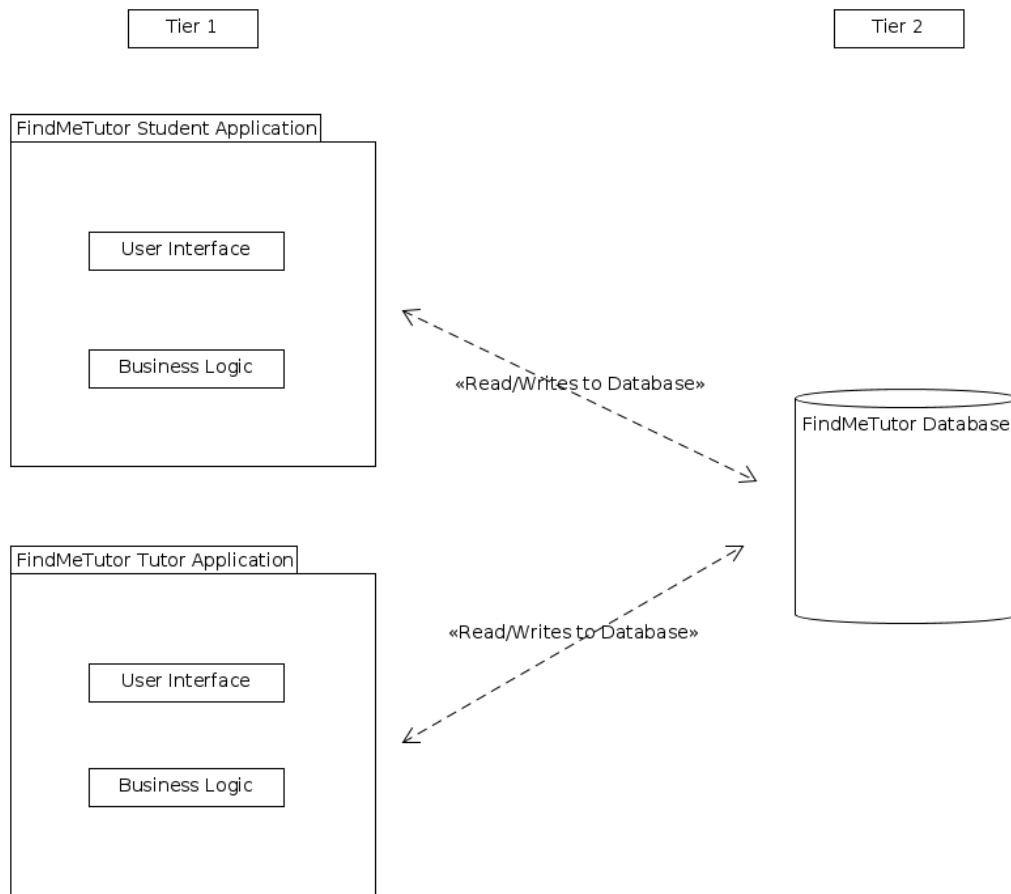 Tier 1
Tier 2
FindMeTutor Student Application
User Interface
Business Logic
«Read/Writes to Database»
FindMeTutor Database
FindMeTutor Tutor Application
«Read/Writes to Database»
User Interface
Business Logic